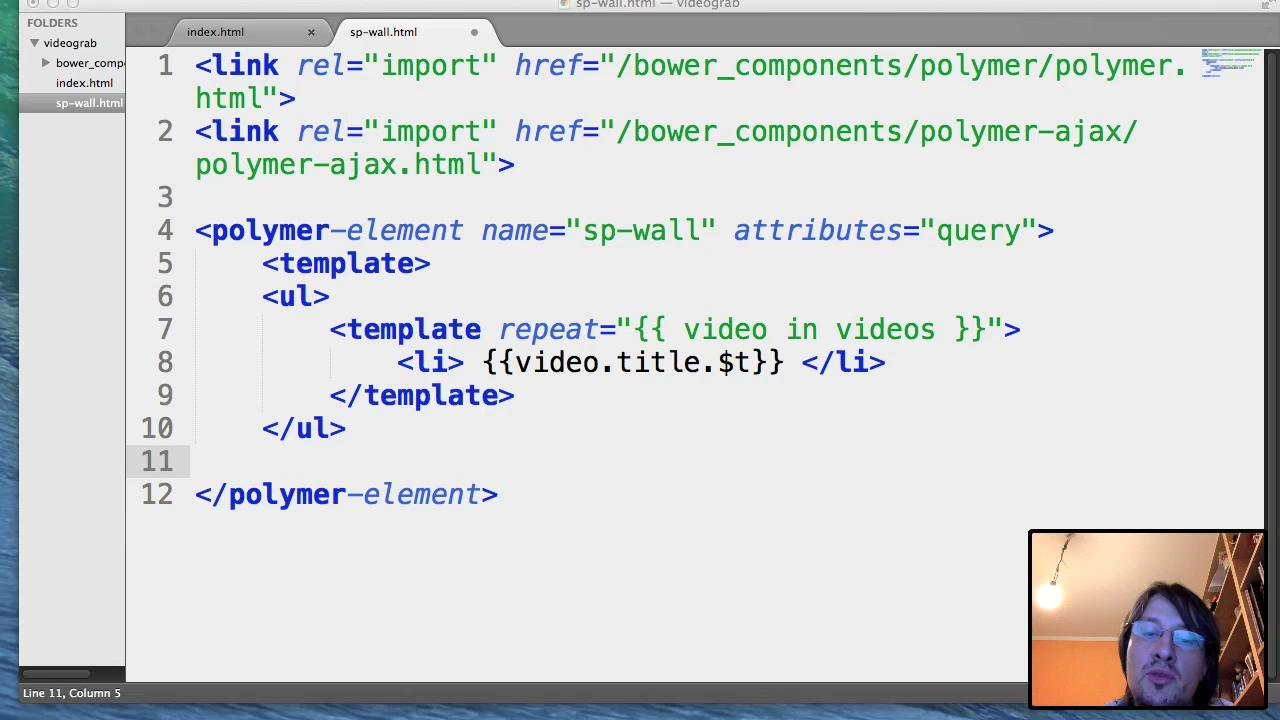 sp-wall.html — videograb
FOLDERS
videograb
bower_comp
index.html
sp-wall.html
index.html × sp-wall.html
1 <link rel="import" href="/bower_components/polymer/polymer.
html">
2 <link rel="import" href="/bower_components/polymer-ajax/
polymer-ajax.html">
3
4 <polymer-element name="sp-wall" attributes="query">
5 <template>
6 <ul>
7 <template repeat="{{ video in videos }}">
8 <li> {{video.title.$t}} </li>
9 </template>
10 </ul>
11
12 </polymer-element>
Line 11, Column 5